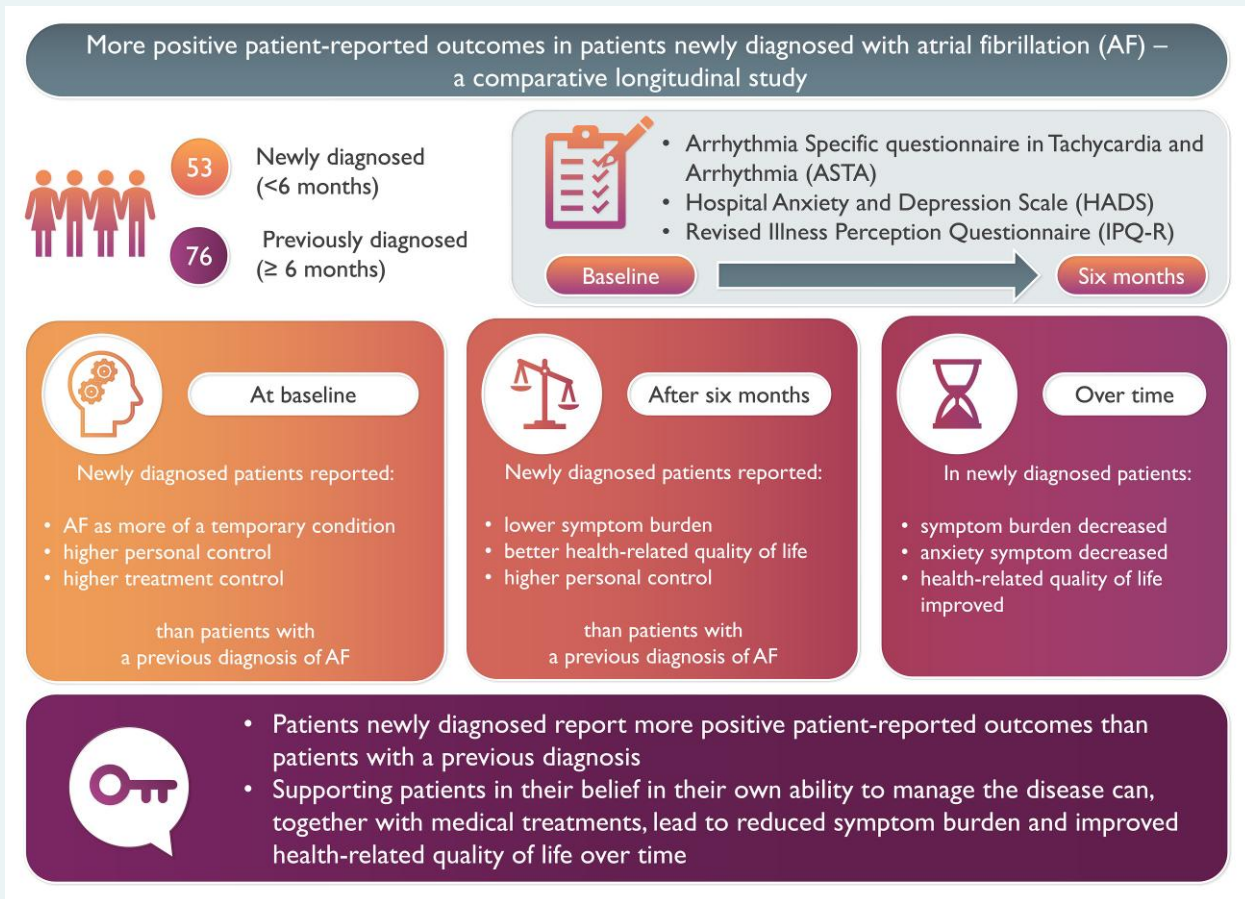 More positive patient-reported outcomes in patients newly diagnosed with atrial fibrillation (AF) –
a comparative longitudinal study
53
Newly diagnosed
(<6 months)
76
Previously diagnosed
(≥ 6 months)
• Arrhythmia Specific questionnaire in Tachycardia and
Arrhythmia (ASTA)
• Hospital Anxiety and Depression Scale (HADS)
• Revised Illness Perception Questionnaire (IPQ-R)
Baseline
Six months
At baseline
Newly diagnosed patients reported:
• AF as more of a temporary condition
• higher personal control
• higher treatment control
than patients with
a previous diagnosis of AF
After six months
Newly diagnosed patients reported:
• lower symptom burden
• better health-related quality of life
• higher personal control
than patients with
a previous diagnosis of AF
Over time
In newly diagnosed patients:
• symptom burden decreased
• anxiety symptom decreased
• health-related quality of life
improved
• Patients newly diagnosed report more positive patient-reported outcomes than
patients with a previous diagnosis
• Supporting patients in their belief in their own ability to manage the disease can,
together with medical treatments, lead to reduced symptom burden and improved
health-related quality of life over time